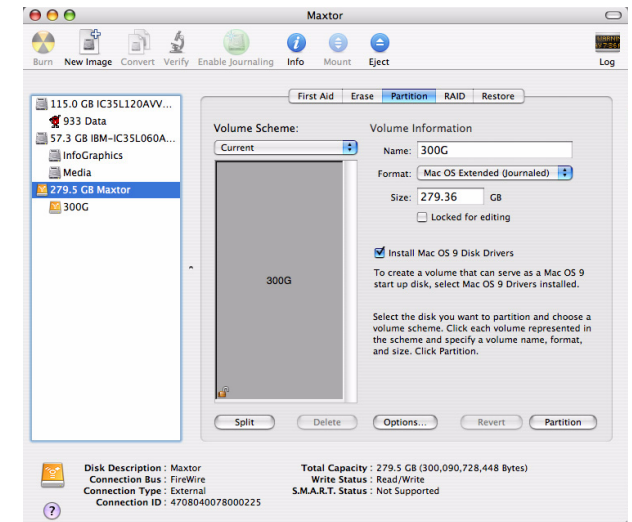 Maxtor
Burn New Image Convert Verify Enable Journaling Info Mount Eject Log
115.0 GB IC35L120AVV...
933 Data
57.3 GB IBM-IC35L060A...
InfoGraphics
Media
279.5 GB Maxtor
300G
First Aid Erase Partition RAID Restore
Volume Scheme:
Current
300G
Split Delete
Volume Information
Name: 300G
Format: Mac OS Extended (Journaled)
Size: 279.36 GB
Locked for editing
Install Mac OS 9 Disk Drivers
To create a volume that can serve as a Mac OS 9
start up disk, select Mac OS 9 Drivers installed.
Select the disk you want to partition and choose a
volume scheme. Click each volume represented in
the scheme and specify a volume name, format,
and size. Click Partition.
Options... Revert Partition
Disk Description : Maxtor
Connection Bus : FireWire
Connection Type : External
Connection ID : 4708040078000225
Total Capacity : 279.5 GB (300,090,728,448 Bytes)
Write Status : Read/Write
S.M.A.R.T. Status : Not Supported
?